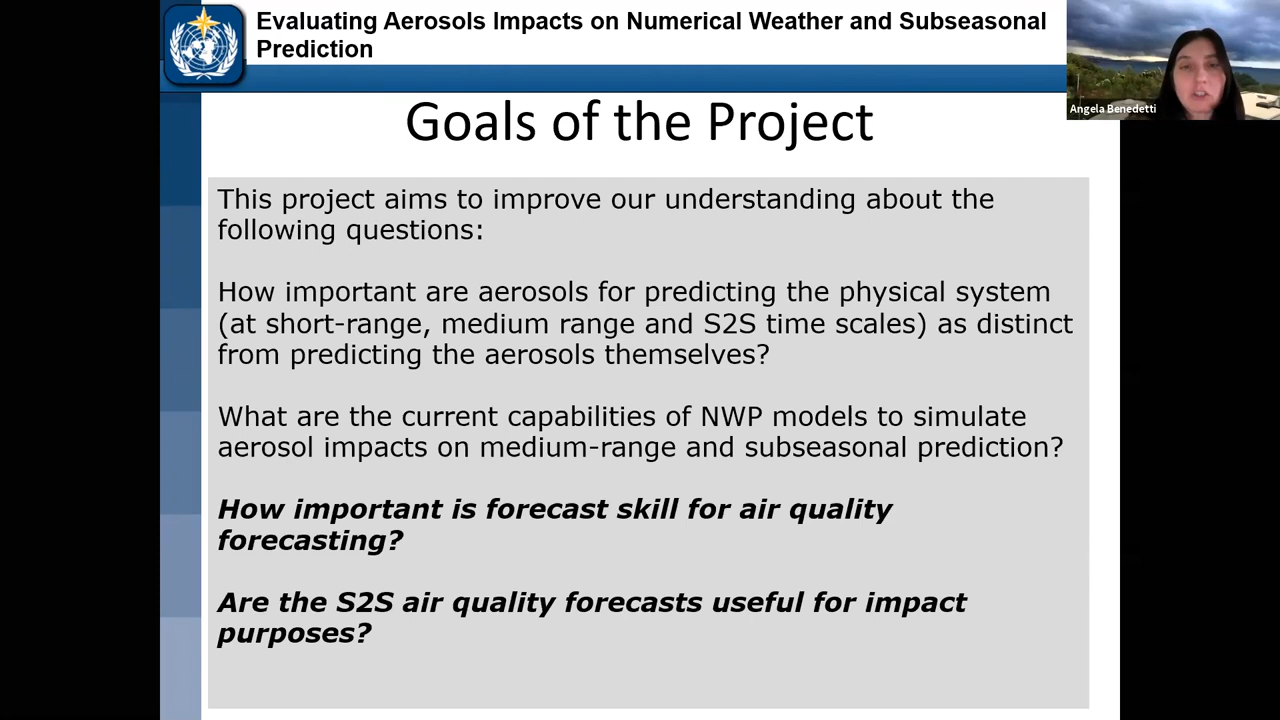 Evaluating Aerosols Impacts on Numerical Weather and Subseasonal
Prediction
Angela Benedetti
Goals of the Project
This project aims to improve our understanding about the
following questions:
How important are aerosols for predicting the physical system
(at short-range, medium range and S2S time scales) as distinct
from predicting the aerosols themselves?
What are the current capabilities of NWP models to simulate
aerosol impacts on medium-range and subseasonal prediction?
How important is forecast skill for air quality
forecasting?
Are the S2S air quality forecasts useful for impact
purposes?